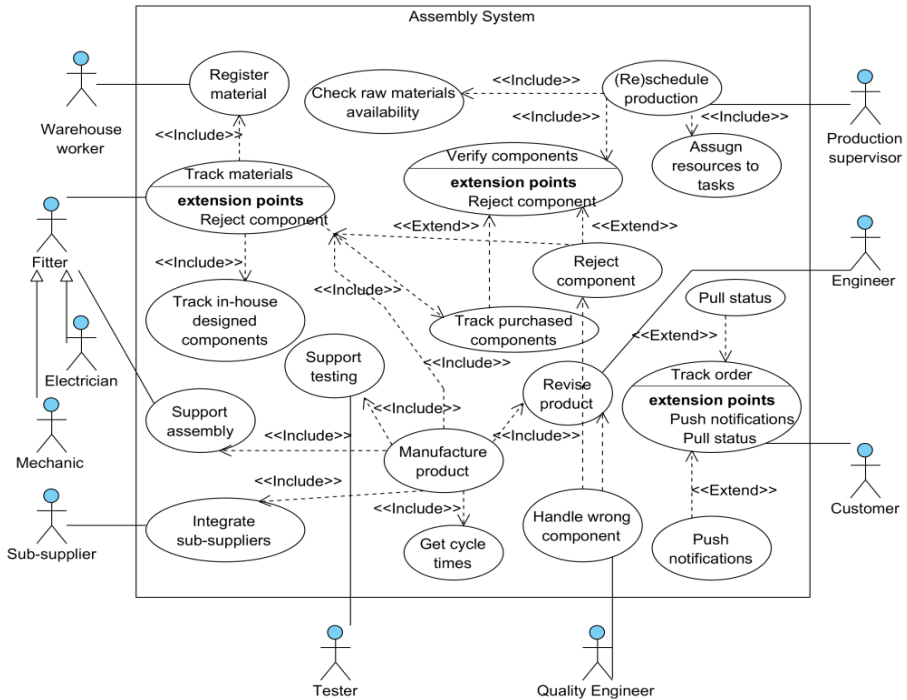 Assembly System
Register
material
Warehouse
worker
<<Include>>
Check raw materials
availability
<<Include>>
(Re)schedule
production
<<Include>>
<<Include>>
Production
supervisor
Assign
resources to
tasks
Track materials
extension points
Reject component
Verify components
extension points
Reject component
<<Extend>>
<<Extend>>
Fitter
<<Include>>
Reject
component
Engineer
<<Include>>
Track in-house
designed
components
Pull status
Track purchased
components
<<Extend>>
Electrician
Support
testing
<<Include>>
Revise
product
Track order
extension points
Push notifications
Pull status
Mechanic
Support
assembly
<<Include>>
<<Include>>
<<Include>>
Manufacture
product
<<Include>>
<<Extend>>
Customer
Sub-supplier
Integrate
sub-suppliers
<<Include>>
Get cycle
times
Handle wrong
component
Push
notifications
Tester
Quality Engineer